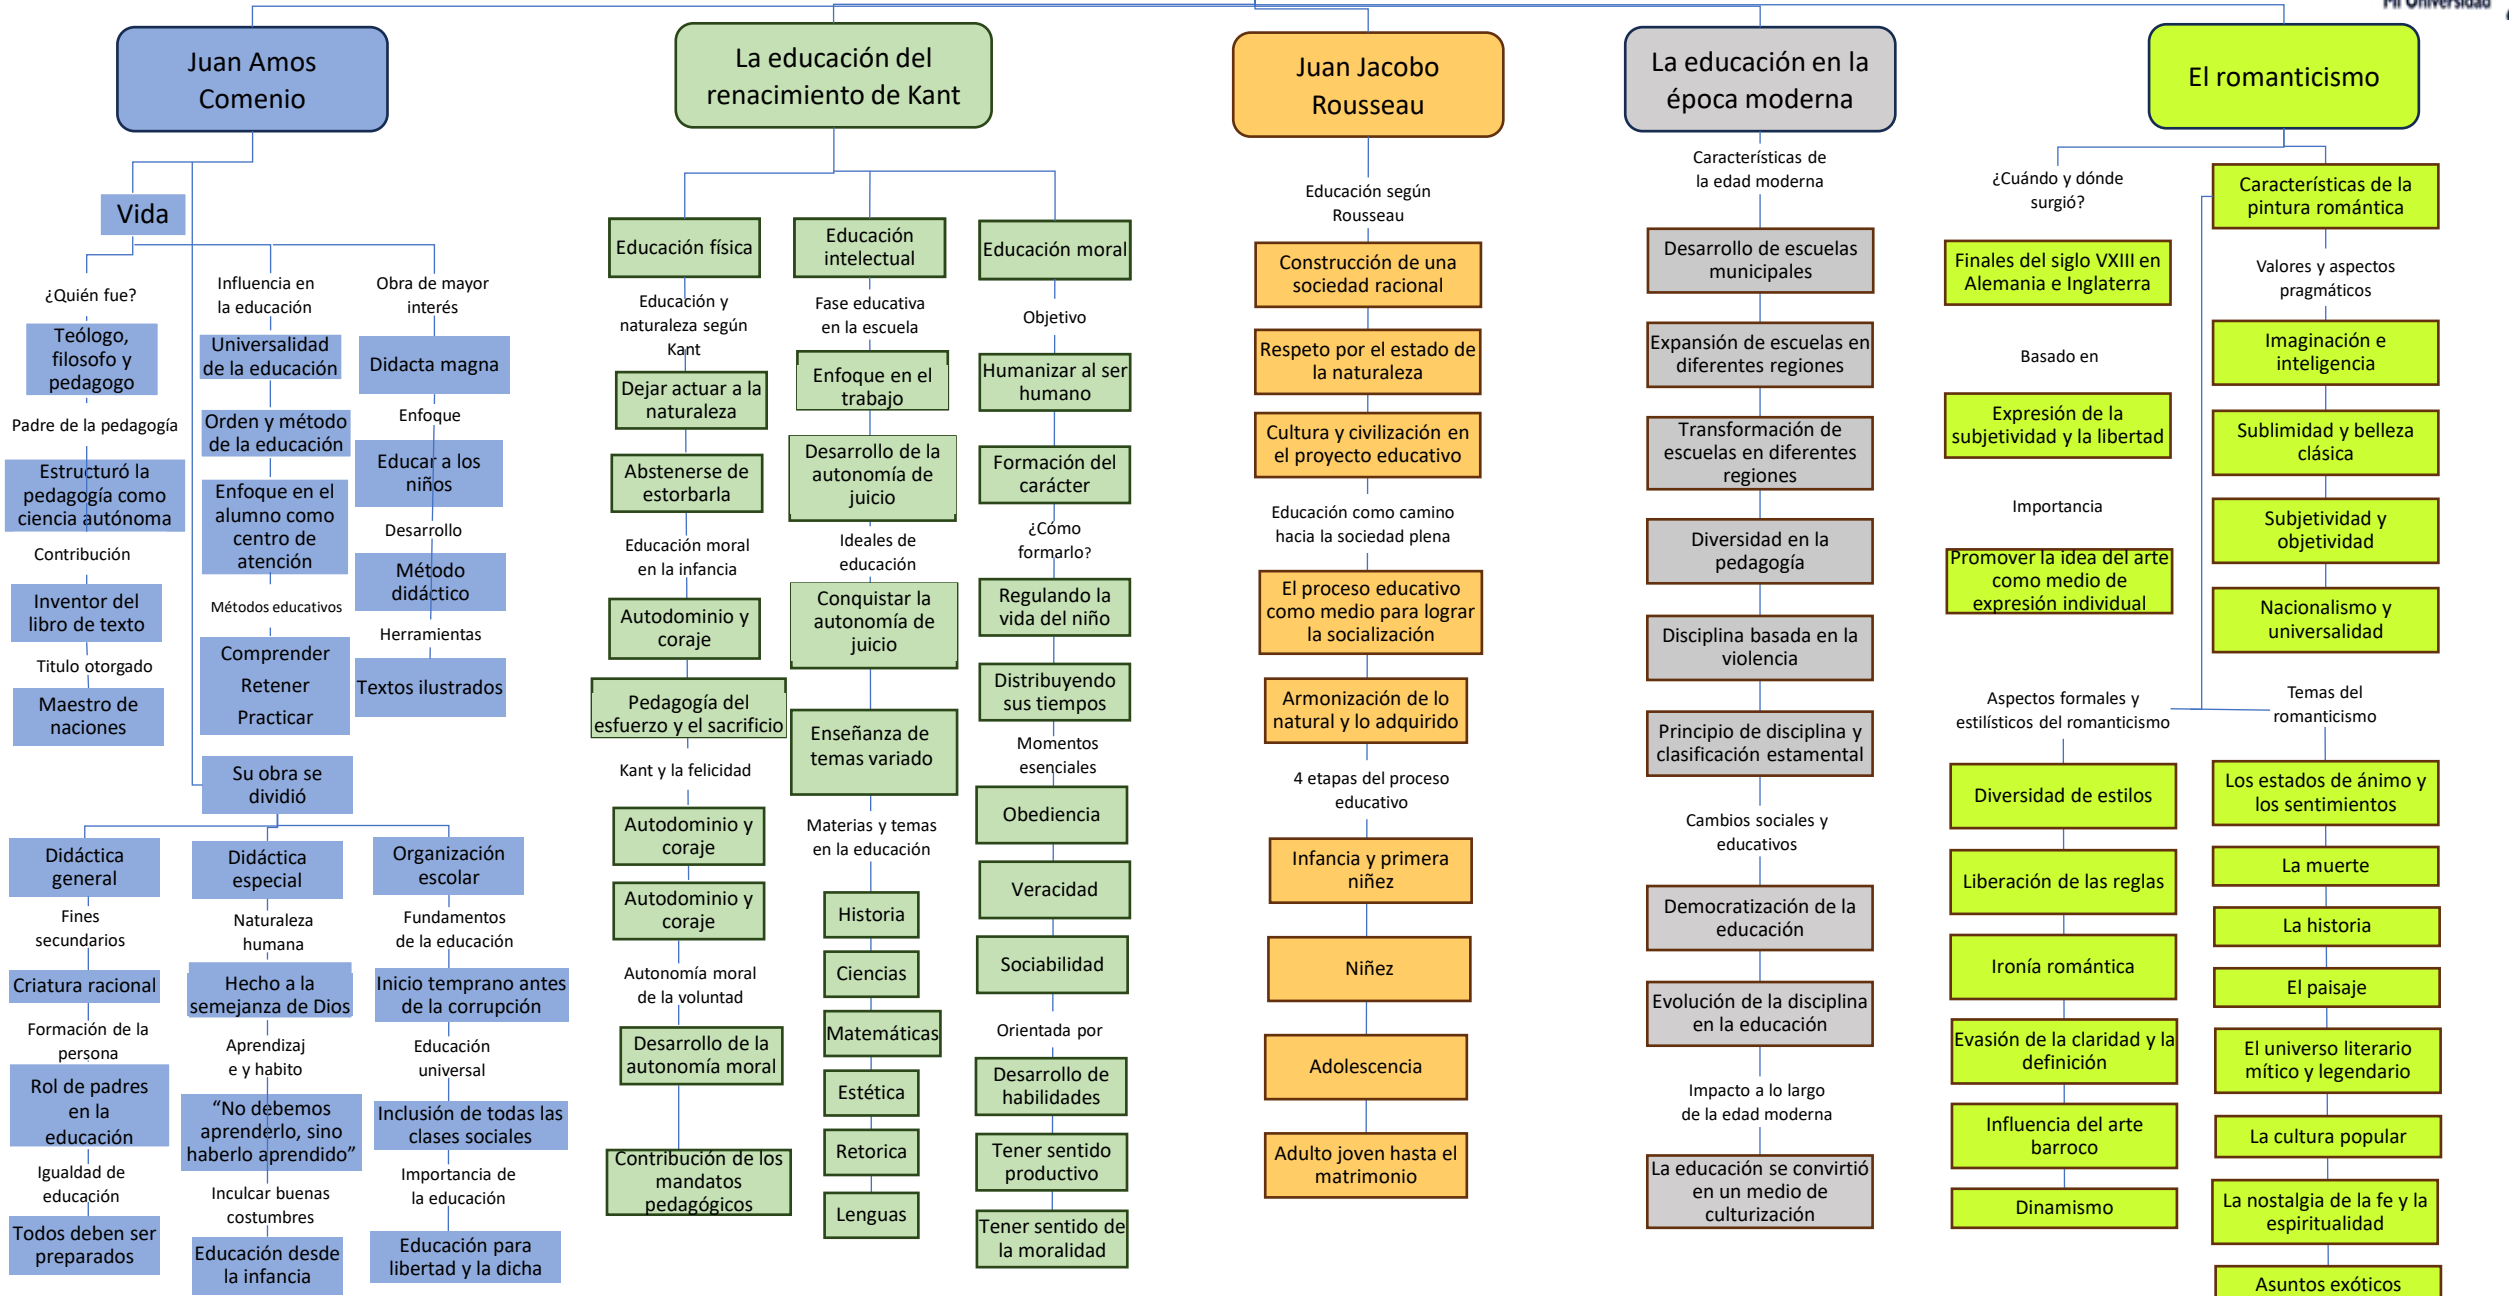 Mi Universidad
Juan Amos
Comenio
Vida
¿Quién fue?
Teólogo,
filosofo y
pedagogo
Padre de la pedagogía
Estructuró la
pedagogía como
ciencia autónoma
Contribución
Inventor del
libro de texto
Titulo otorgado
Maestro de
naciones
Influencia en
la educación
Universalidad
de la educación
Orden y método
de la educación
Enfoque en el
alumno como
centro de
atención
Métodos educativos
Comprender
Retener
Practicar
Obra de mayor
interés
Didacta magna
Enfoque
Educar a los
niños
Desarrollo
Método
didáctico
Herramientas
Textos ilustrados
Su obra se
dividió
Didáctica
general
Fines
secundarios
Criatura racional
Formación de la
persona
Rol de padres
en la
educación
Igualdad de
educación
Todos deben ser
preparados
Didáctica
especial
Naturaleza
humana
Hecho a la
semejanza de Dios
Aprendizaj
e y habito
“No debemos
aprenderlo, sino
haberlo aprendido”
Inculcar buenas
costumbres
Educación desde
la infancia
Organización
escolar
Fundamentos
de la educación
Inicio temprano antes
de la corrupción
Educación
universal
Inclusión de todas las
clases sociales
Importancia de
la educación
Educación para
libertad y la dicha
La educación del
renacimiento de Kant
Educación física
Educación y
naturaleza según
Kant
Dejar actuar a la
naturaleza
Abstenerse de
estorbarla
Educación moral
en la infancia
Autodominio y
coraje
Pedagogía del
esfuerzo y el sacrificio
Kant y la felicidad
Autodominio y
coraje
Autodominio y
coraje
Autonomía moral
de la voluntad
Desarrollo de la
autonomía moral
Contribución de los
mandatos
pedagógicos
Educación
intelectual
Fase educativa
en la escuela
Enfoque en el
trabajo
Desarrollo de la
autonomía de
juicio
Ideales de
educación
Conquistar la
autonomía de
juicio
Enseñanza de
temas variado
Materias y temas
en la educación
Historia
Ciencias
Matemáticas
Estética
Retorica
Lenguas
Educación moral
Objetivo
Humanizar al ser
humano
Formación del
carácter
¿Cómo
formarlo?
Regulando la
vida del niño
Distribuyendo
sus tiempos
Momentos
esenciales
Obediencia
Veracidad
Sociabilidad
Orientada por
Desarrollo de
habilidades
Tener sentido
productivo
Tener sentido de
la moralidad
Juan Jacobo
Rousseau
Educación según
Rousseau
Construcción de una
sociedad racional
Respeto por el estado de
la naturaleza
Cultura y civilización en
el proyecto educativo
Educación como camino
hacia la sociedad plena
El proceso educativo
como medio para lograr
la socialización
Armonización de lo
natural y lo adquirido
4 etapas del proceso
educativo
Infancia y primera
niñez
Niñez
Adolescencia
Adulto joven hasta el
matrimonio
La educación en la
época moderna
Características de
la edad moderna
Desarrollo de escuelas
municipales
Expansión de escuelas en
diferentes regiones
Transformación de
escuelas en diferentes
regiones
Diversidad en la
pedagogía
Disciplina basada en la
violencia
Principio de disciplina y
clasificación estamental
Cambios sociales y
educativos
Democratización de la
educación
Evolución de la disciplina
en la educación
Impacto a lo largo
de la edad moderna
La educación se convirtió
en un medio de
culturización
El romanticismo
¿Cuándo y dónde
surgió?
Finales del siglo VXIII en
Alemania e Inglaterra
Basado en
Expresión de la
subjetividad y la libertad
Importancia
Promover la idea del arte
como medio de
expresión individual
Características de la
pintura romántica
Valores y aspectos
pragmáticos
Imaginación e
inteligencia
Sublimidad y belleza
clásica
Subjetividad y
objetividad
Nacionalismo y
universalidad
Aspectos formales y
estilísticos del romanticismo
Diversidad de estilos
Liberación de las reglas
Ironía romántica
Evasión de la claridad y la
definición
Influencia del arte
barroco
Dinamismo
Temas del
romanticismo
Los estados de ánimo y
los sentimientos
La muerte
La historia
El paisaje
El universo literario
mítico y legendario
La cultura popular
La nostalgia de la fe y la
espiritualidad
Asuntos exóticos